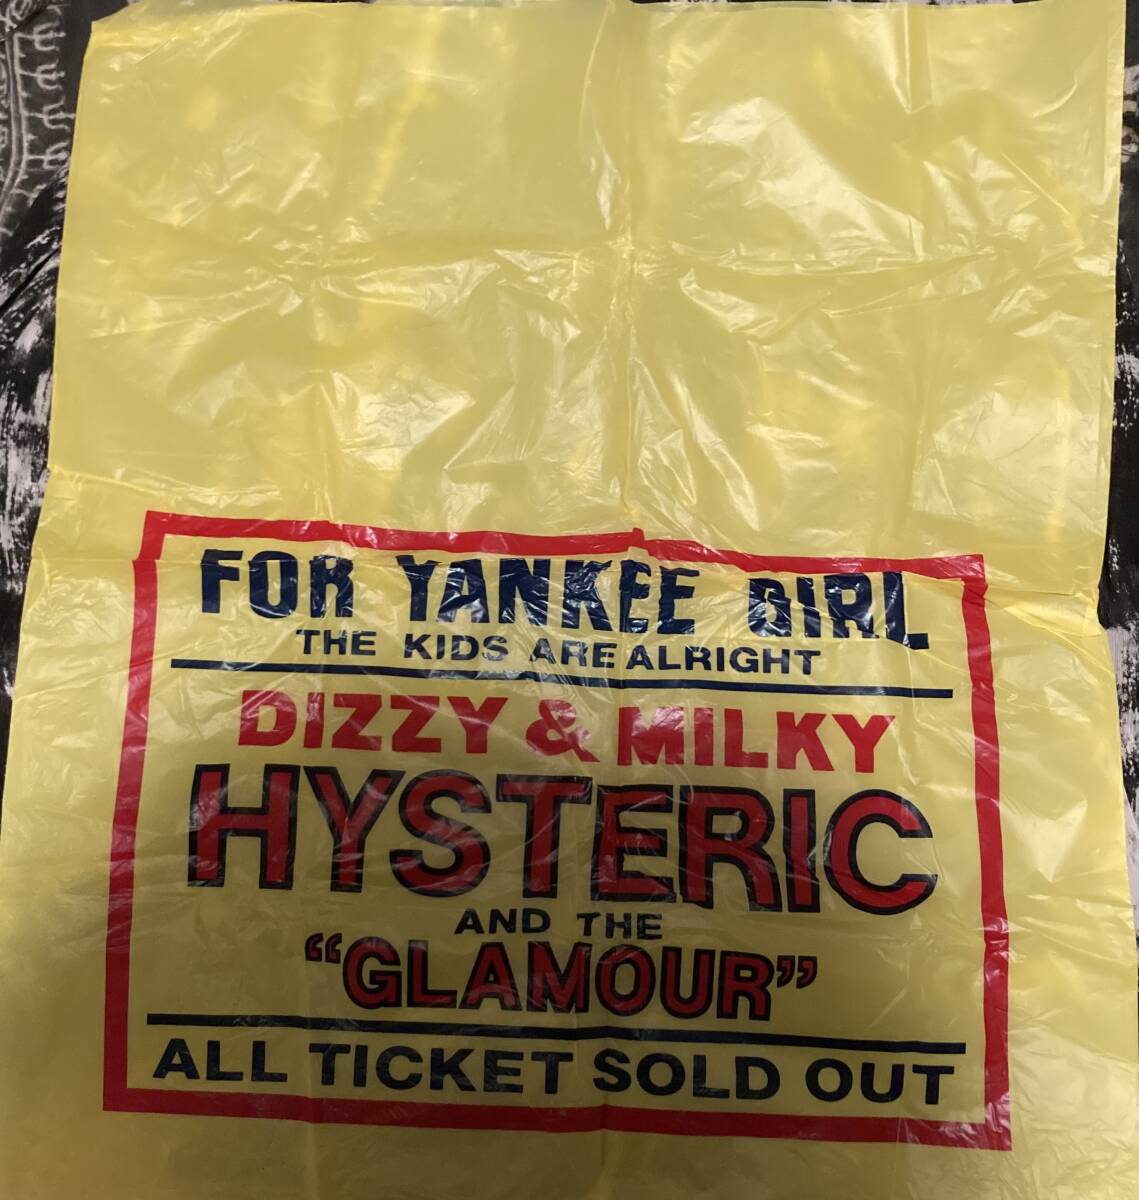 FOR YANKEE GIRL
THE KIDS ARE ALRIGHT
DIZZY & MILKY
HYSTERIC
AND THE
“GLAMOUR”
ALL TICKET SOLD OUT